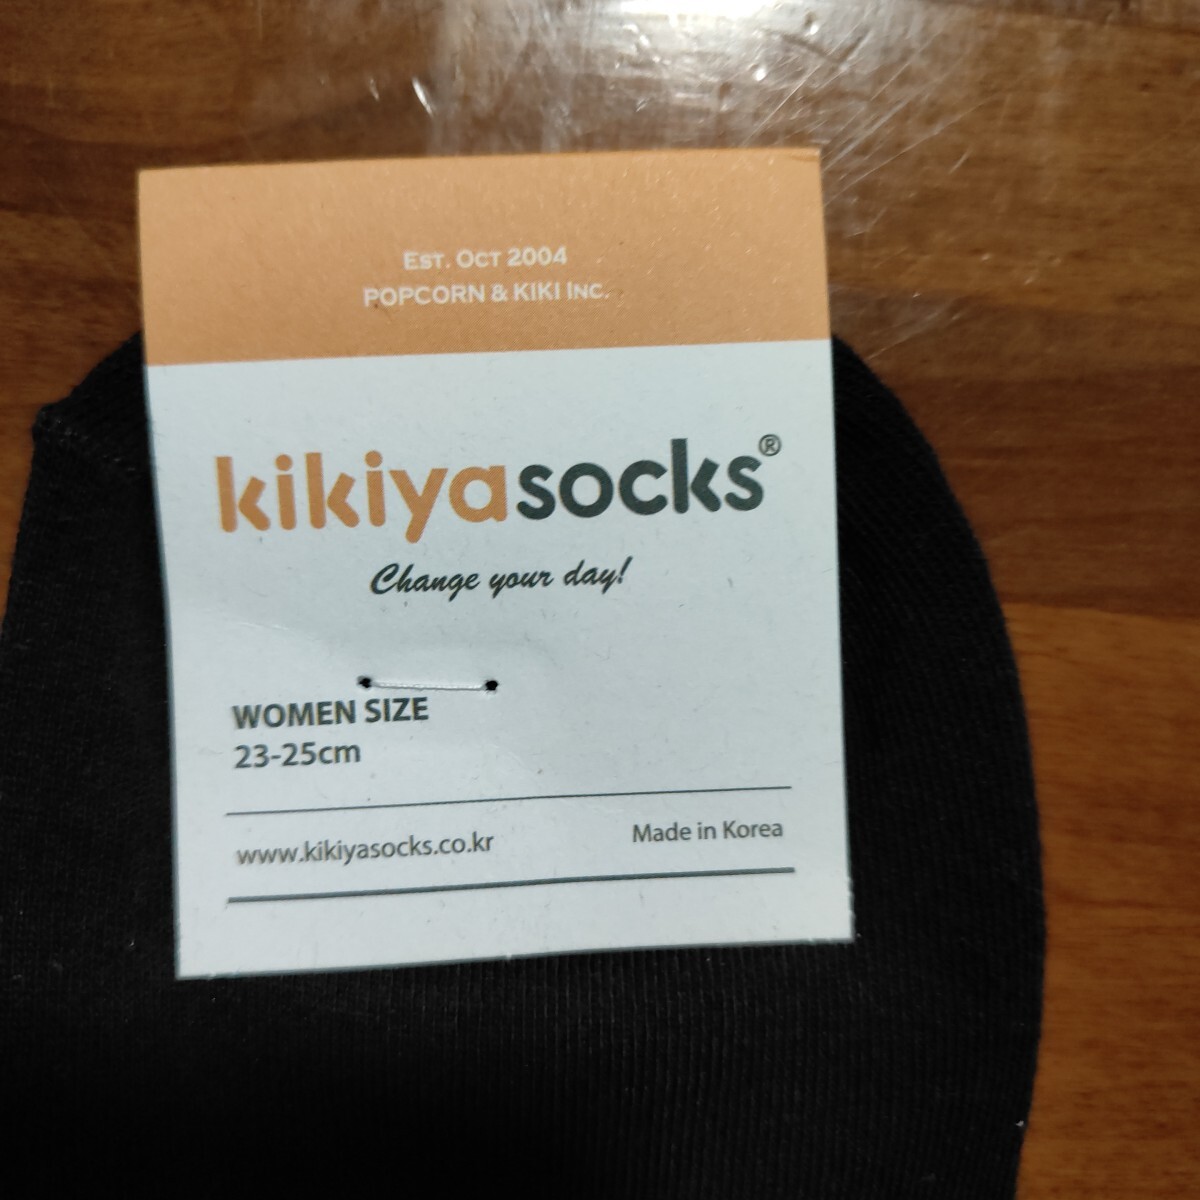 EST. OCT 2004
POPCORN & KIKI INC.
kikiyasocks®
Change your day!
WOMEN SIZE
23-25cm
www.kikiyasocks.co.kr
Made in Korea